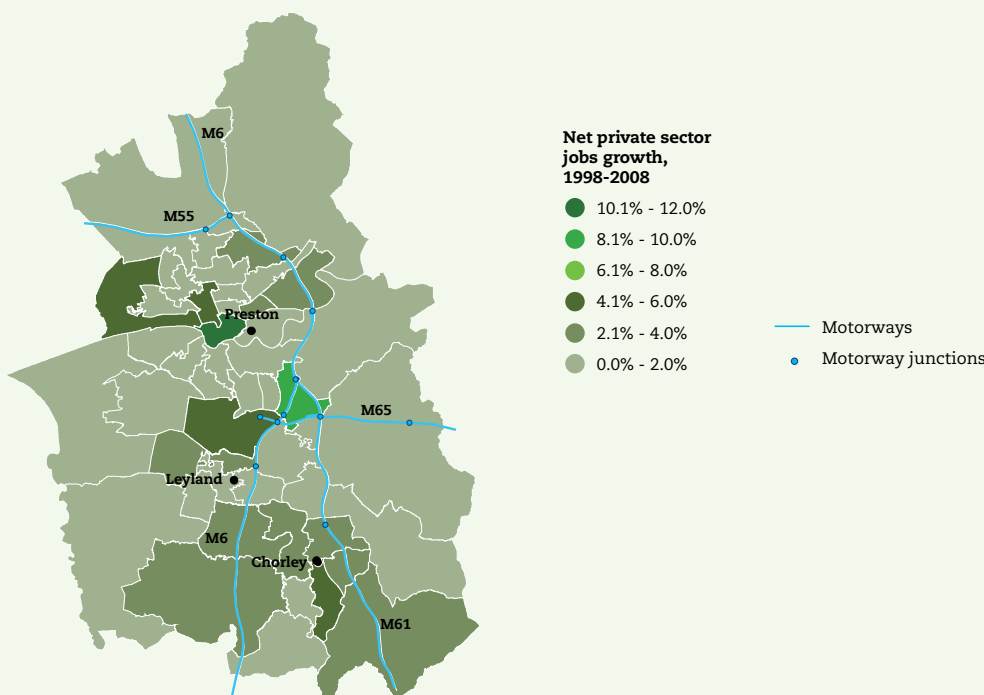 M6
M55
Preston
M65
Leyland
M6
Chorley
M61
Net private sector
jobs growth,
1998-2008
10.1% - 12.0%
8.1% - 10.0%
6.1% - 8.0%
4.1% - 6.0%
2.1% - 4.0%
0.0% - 2.0%
Motorways
Motorway junctions